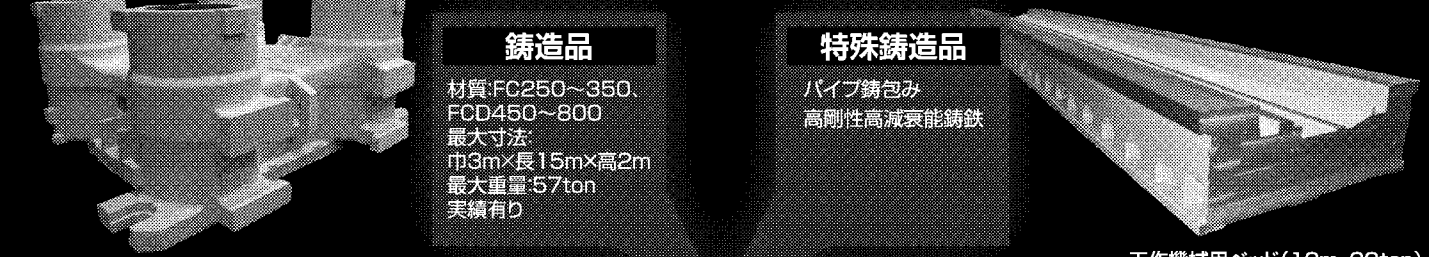 鋳造品
材質:FC250〜350、
FCD450〜800
最大寸法:
巾3m×長15m×高2m
最大重量:57ton
実績有り
特殊鋳造品
パイプ鋳包み
高剛性高減衰能鋳鉄